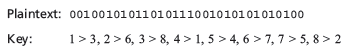 Plaintext: 001001010110101110010101010100
Key: 1 > 3, 2 > 6, 3 > 8, 4 > 1, 5 > 4, 6 > 7, 7 > 5, 8 > 2